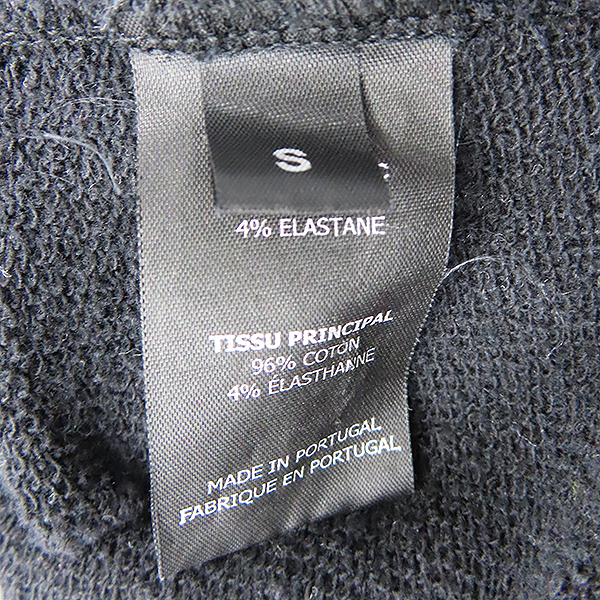 S
4% ELASTANE
TISSU PRINCIPAL
96% COTON
4% ÉLASTHANNE
MADE IN PORTUGAL
FABRIQUE EN PORTUGAL